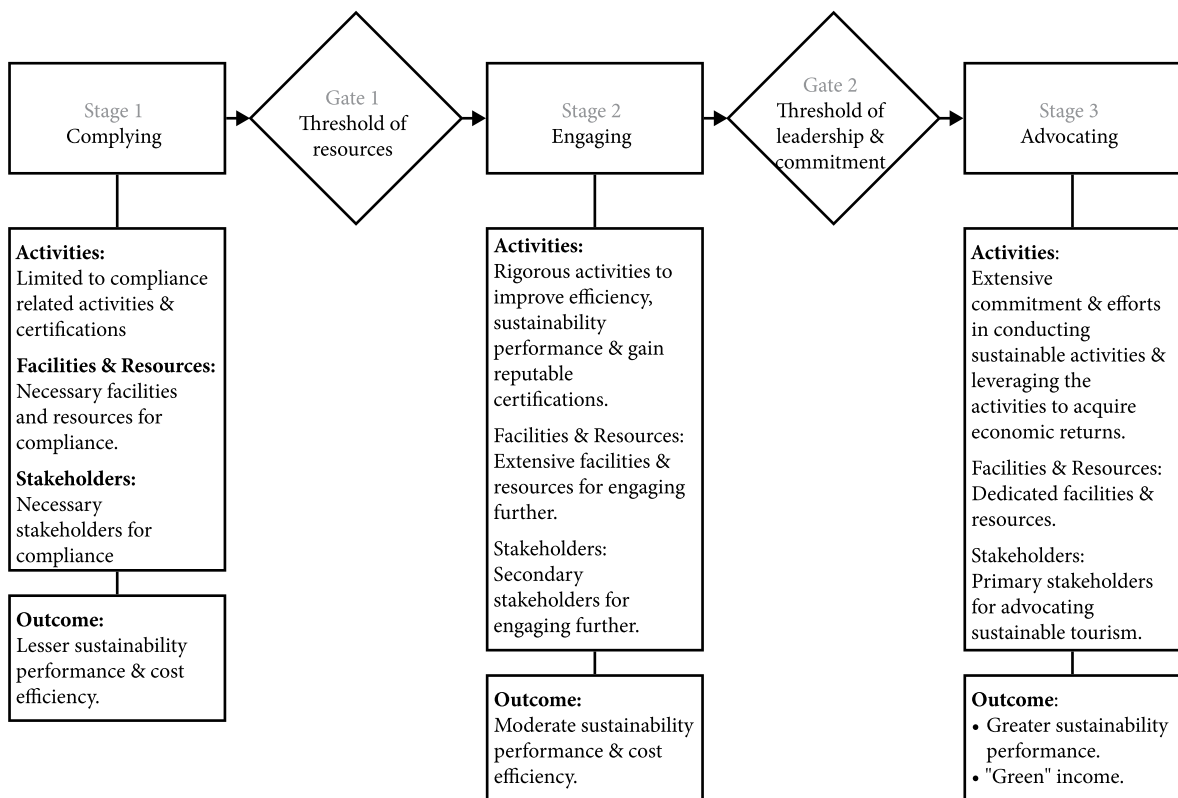 Stage 1
Complying
Gate 1
Threshold of
resources
Stage 2
Engaging
Gate 2
Threshold of
leadership &
commitment
Stage 3
Advocating
Activities:
Limited to compliance
related activities &
certifications
Facilities & Resources:
Necessary facilities
and resources for
compliance.
Stakeholders:
Necessary
stakeholders for
compliance
Outcome:
Lesser sustainability
performance & cost
efficiency.
Activities:
Rigorous activities to
improve efficiency,
sustainability
performance & gain
reputable
certifications.
Facilities & Resources:
Extensive facilities &
resources for engaging
further.
Stakeholders:
Secondary
stakeholders for
engaging further.
Outcome:
Moderate sustainability
performance & cost
efficiency.
Activities:
Extensive
commitment & efforts
in conducting
sustainable activities &
leveraging the
activities to acquire
economic returns.
Facilities & Resources:
Dedicated facilities &
resources.
Stakeholders:
Primary stakeholders
for advocating
sustainable tourism.
Outcome:
• Greater sustainability
performance.
• "Green" income.